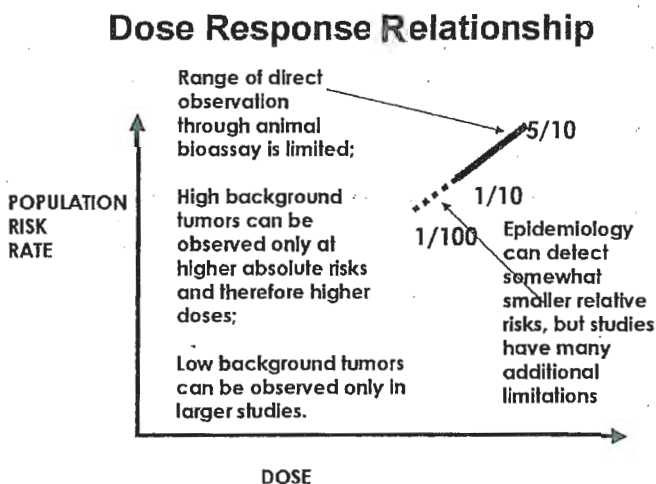 Dose Response Relationship
Range of direct
observation
through animal
bioassay is limited;
High background
tumors can be
observed only at
higher absolute risks
and therefore higher
doses;
Low background tumors
can be observed only in
larger studies.
POPULATION
RISK
RATE
5/10
1/10
1/100
Epidemiology
can detect
somewhat
smaller relative
risks, but studies
have many
additional
limitations
DOSE